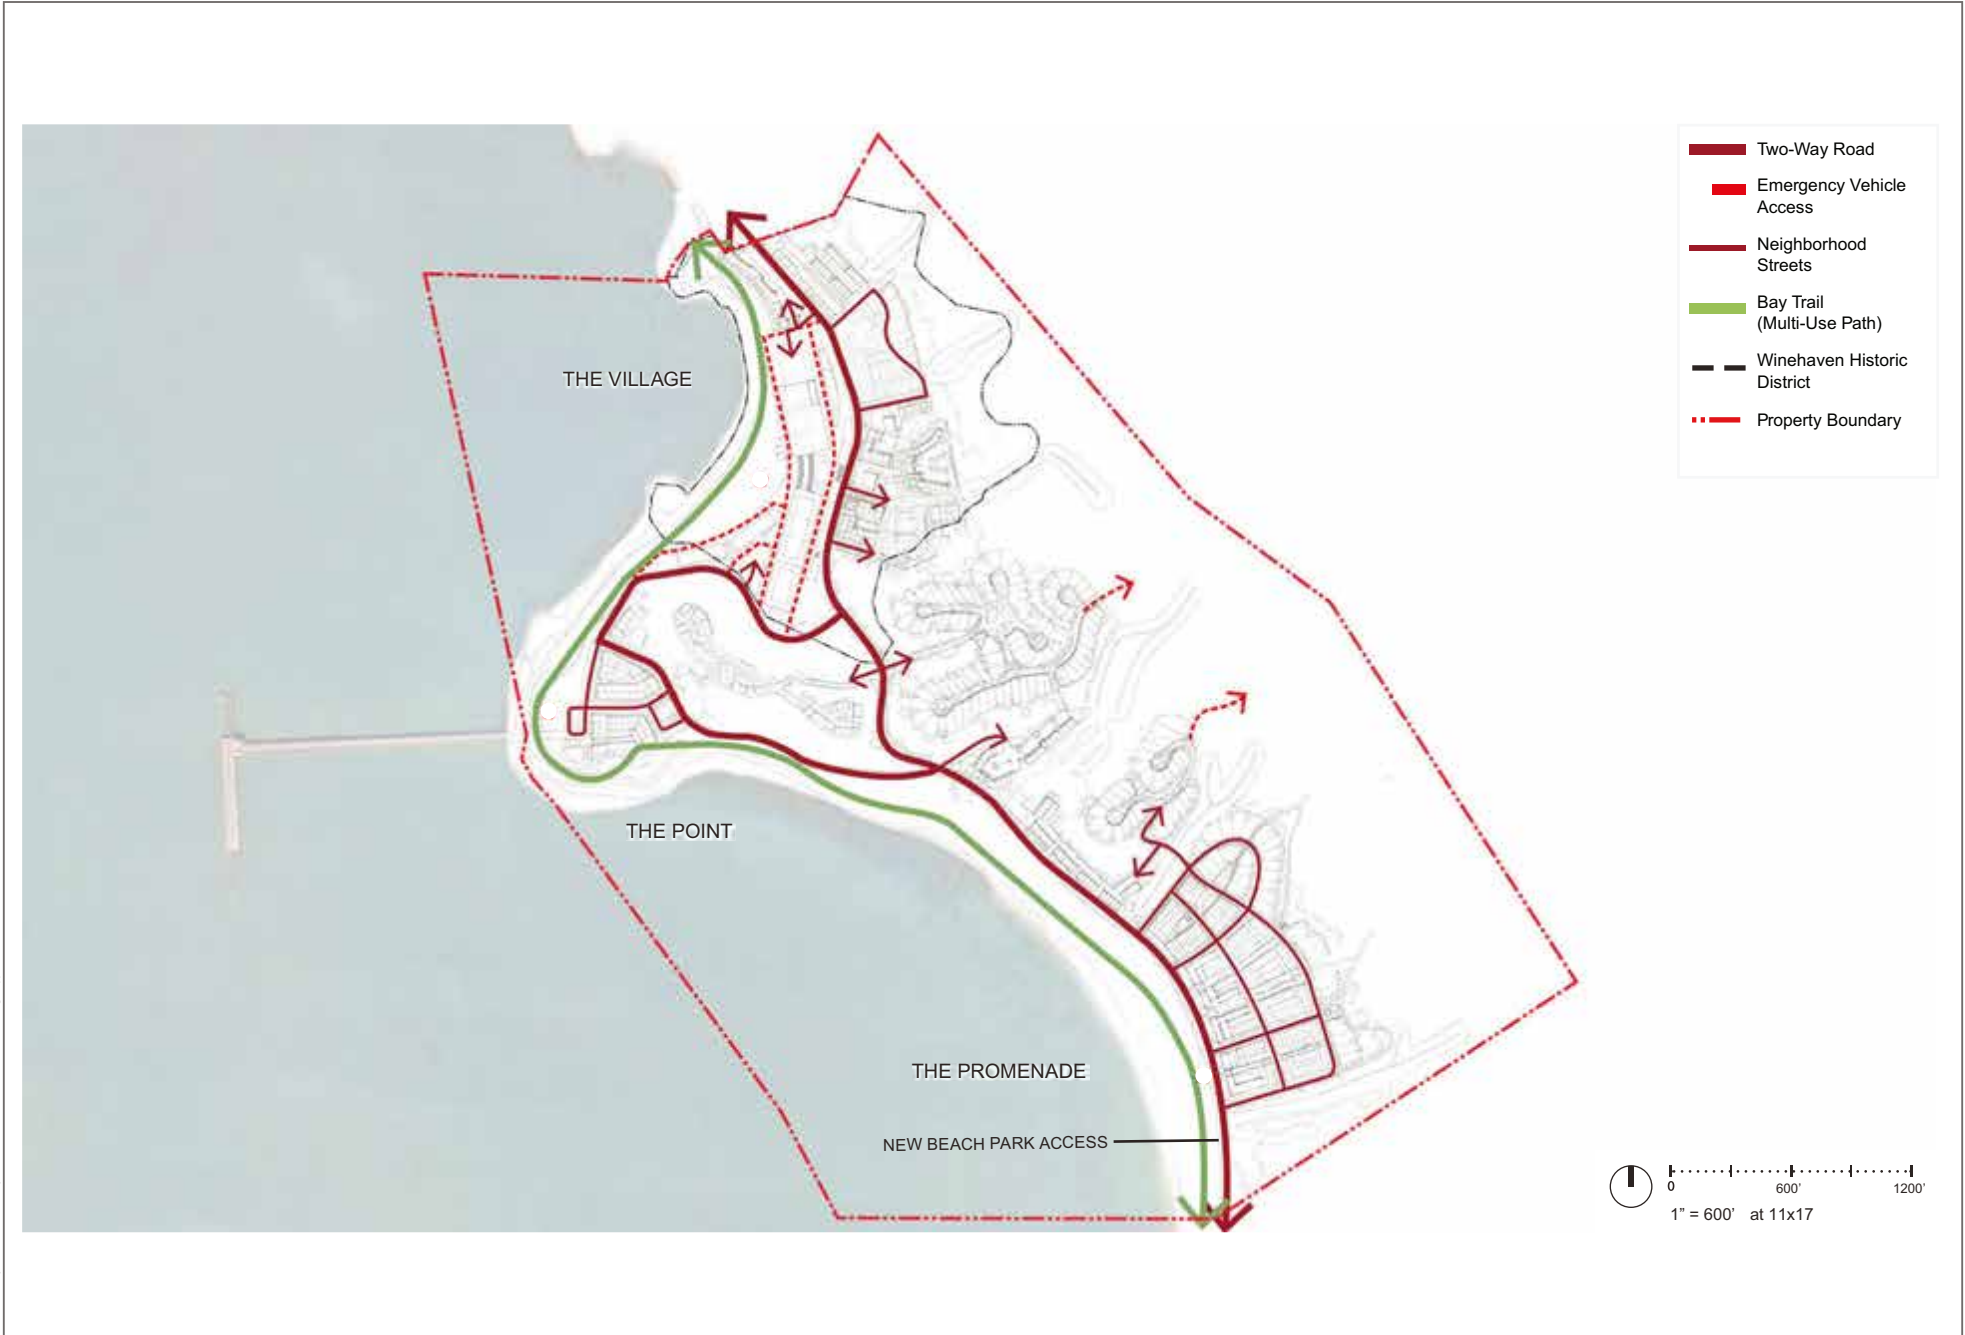 Two-Way Road
Emergency Vehicle
Access
Neighborhood
Streets
Bay Trail
(Multi-Use Path)
Winehaven Historic
District
Property Boundary
THE VILLAGE
THE POINT
THE PROMENADE
NEW BEACH PARK ACCESS
0
600'
1200'
1” = 600’ at 11x17